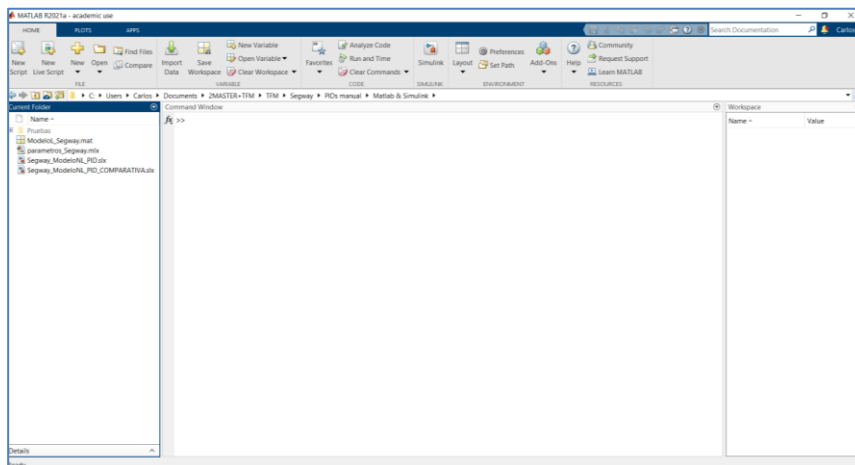 MATLAB R2021a - academic use
HOME PLOTS APPS Search Documentation Carlos
New Script New Live Script New Open Find Files Compare Import Data Save Workspace New Variable Open Variable Clear Workspace Favorites Analyze Code Run and Time Clear Commands Simulink Layout Preferences Set Path Add-Ons Help Community Request Support Learn MATLAB
FILE VARIABLE CODE SIMULINK ENVIRONMENT RESOURCES
C: Users Carlos Documents 2MASTER+TFM TFM Segway PIDs manual Matlab & Simulink
Current Folder
Name
Pruebas
ModeloL_Segway.mat
parametros_Segway.mlx
Segway_ModeloNL_PID.slx
Segway_ModeloNL_PID_COMPARATIVA.slx
Details
Command Window
fx >>
Workspace
Name Value